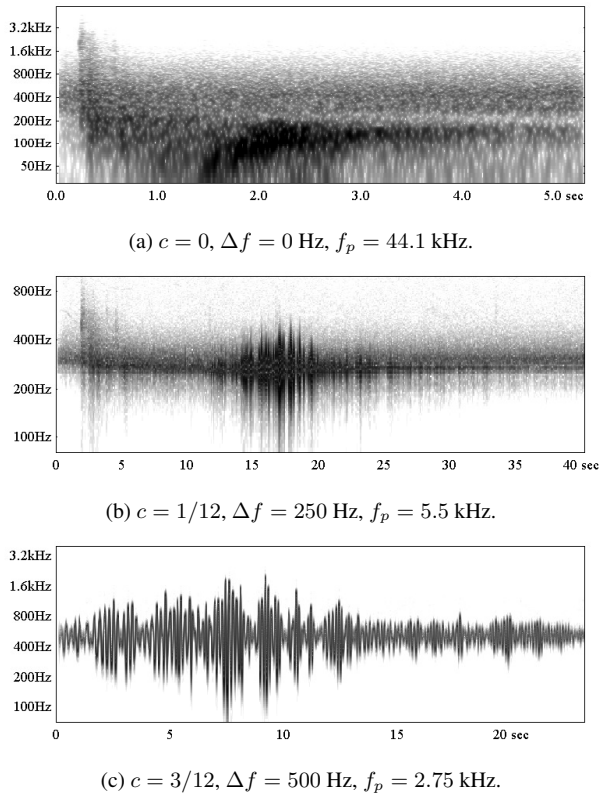 3.2kHz
1.6kHz
800Hz
400Hz
200Hz
100Hz
50Hz
0.0 1.0 2.0 3.0 4.0 5.0 sec
(a) c = 0, Δf = 0 Hz, f_p = 44.1 kHz.
800Hz
400Hz
200Hz
100Hz
0 5 10 15 20 25 30 35 40 sec
(b) c = 1/12, Δf = 250 Hz, f_p = 5.5 kHz.
3.2kHz
1.6kHz
800Hz
400Hz
200Hz
100Hz
0 5 10 15 20 sec
(c) c = 3/12, Δf = 500 Hz, f_p = 2.75 kHz.